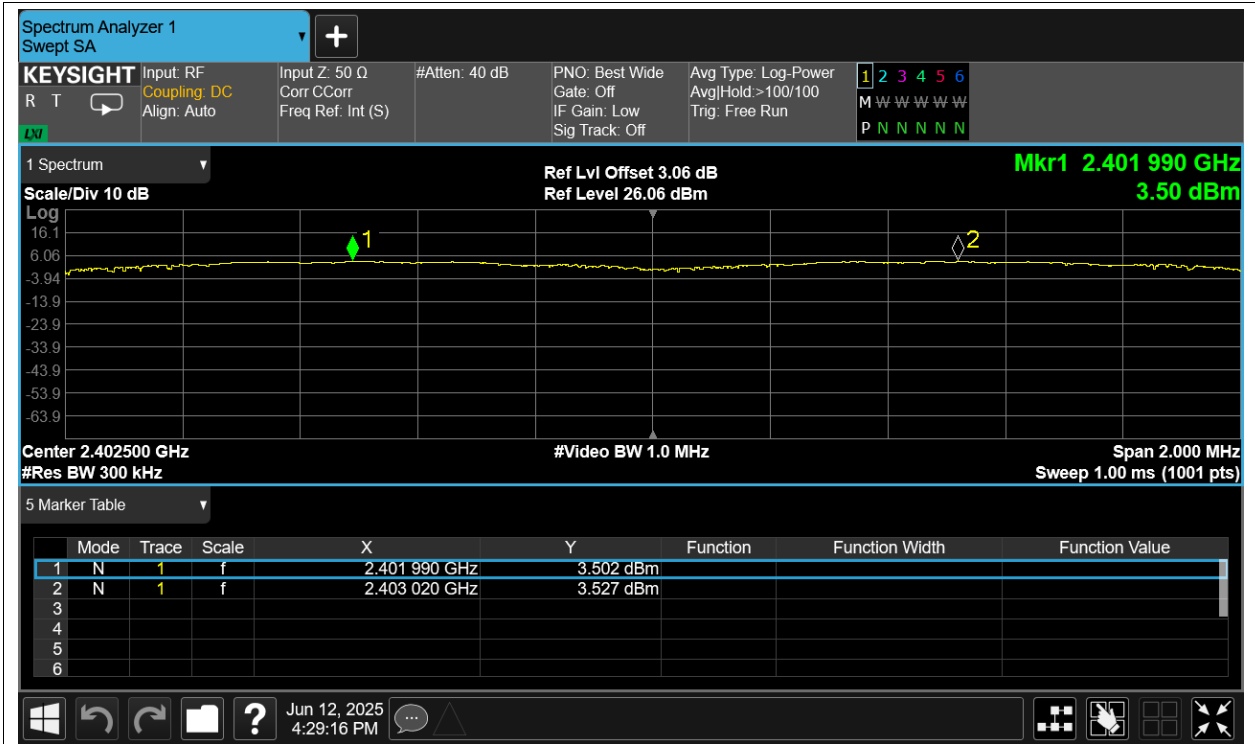 Spectrum Analyzer 1
Swept SA
KEYSIGHT
R T
LXI
Input: RF
Coupling: DC
Align: Auto
Input Z: 50 Ω
Corr CCorr
Freq Ref: Int (S)
#Atten: 40 dB
PNO: Best Wide
Gate: Off
IF Gain: Low
Sig Track: Off
Avg Type: Log-Power
Avg|Hold:>100/100
Trig: Free Run
1 2 3 4 5 6
M W W W W W
P N N N N N
1 Spectrum
Scale/Div 10 dB
Ref Lvl Offset 3.06 dB
Ref Level 26.06 dBm
Mkr1 2.401 990 GHz
3.50 dBm
Log
16.1
6.06
-3.94
-13.9
-23.9
-33.9
-43.9
-53.9
-63.9
1
2
Center 2.402500 GHz
#Video BW 1.0 MHz
Span 2.000 MHz
#Res BW 300 kHz
Sweep 1.00 ms (1001 pts)
5 Marker Table
Mode Trace Scale X Y Function Function Width Function Value
1 N 1 f 2.401 990 GHz 3.502 dBm
2 N 1 f 2.403 020 GHz 3.527 dBm
3
4
5
6
?
Jun 12, 2025
4:29:16 PM